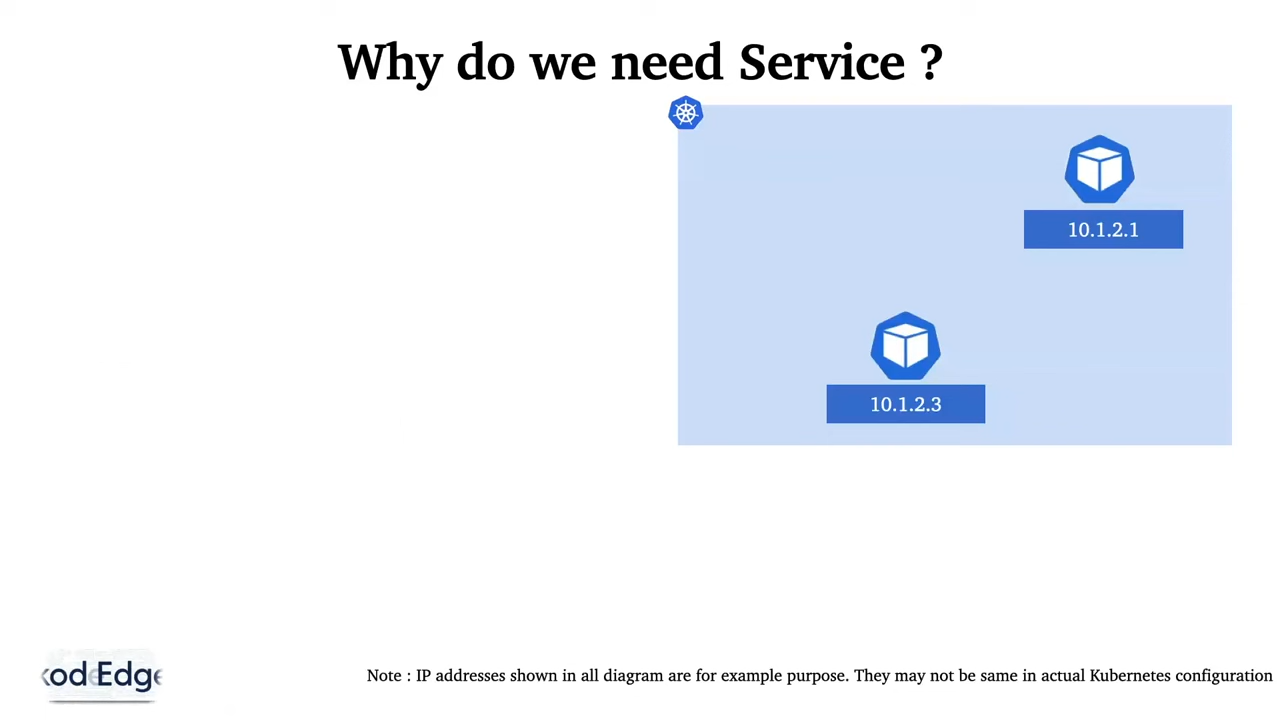 Why do we need Service ?
10.1.2.1
10.1.2.3
Note : IP addresses shown in all diagram are for example purpose. They may not be same in actual Kubernetes configuration